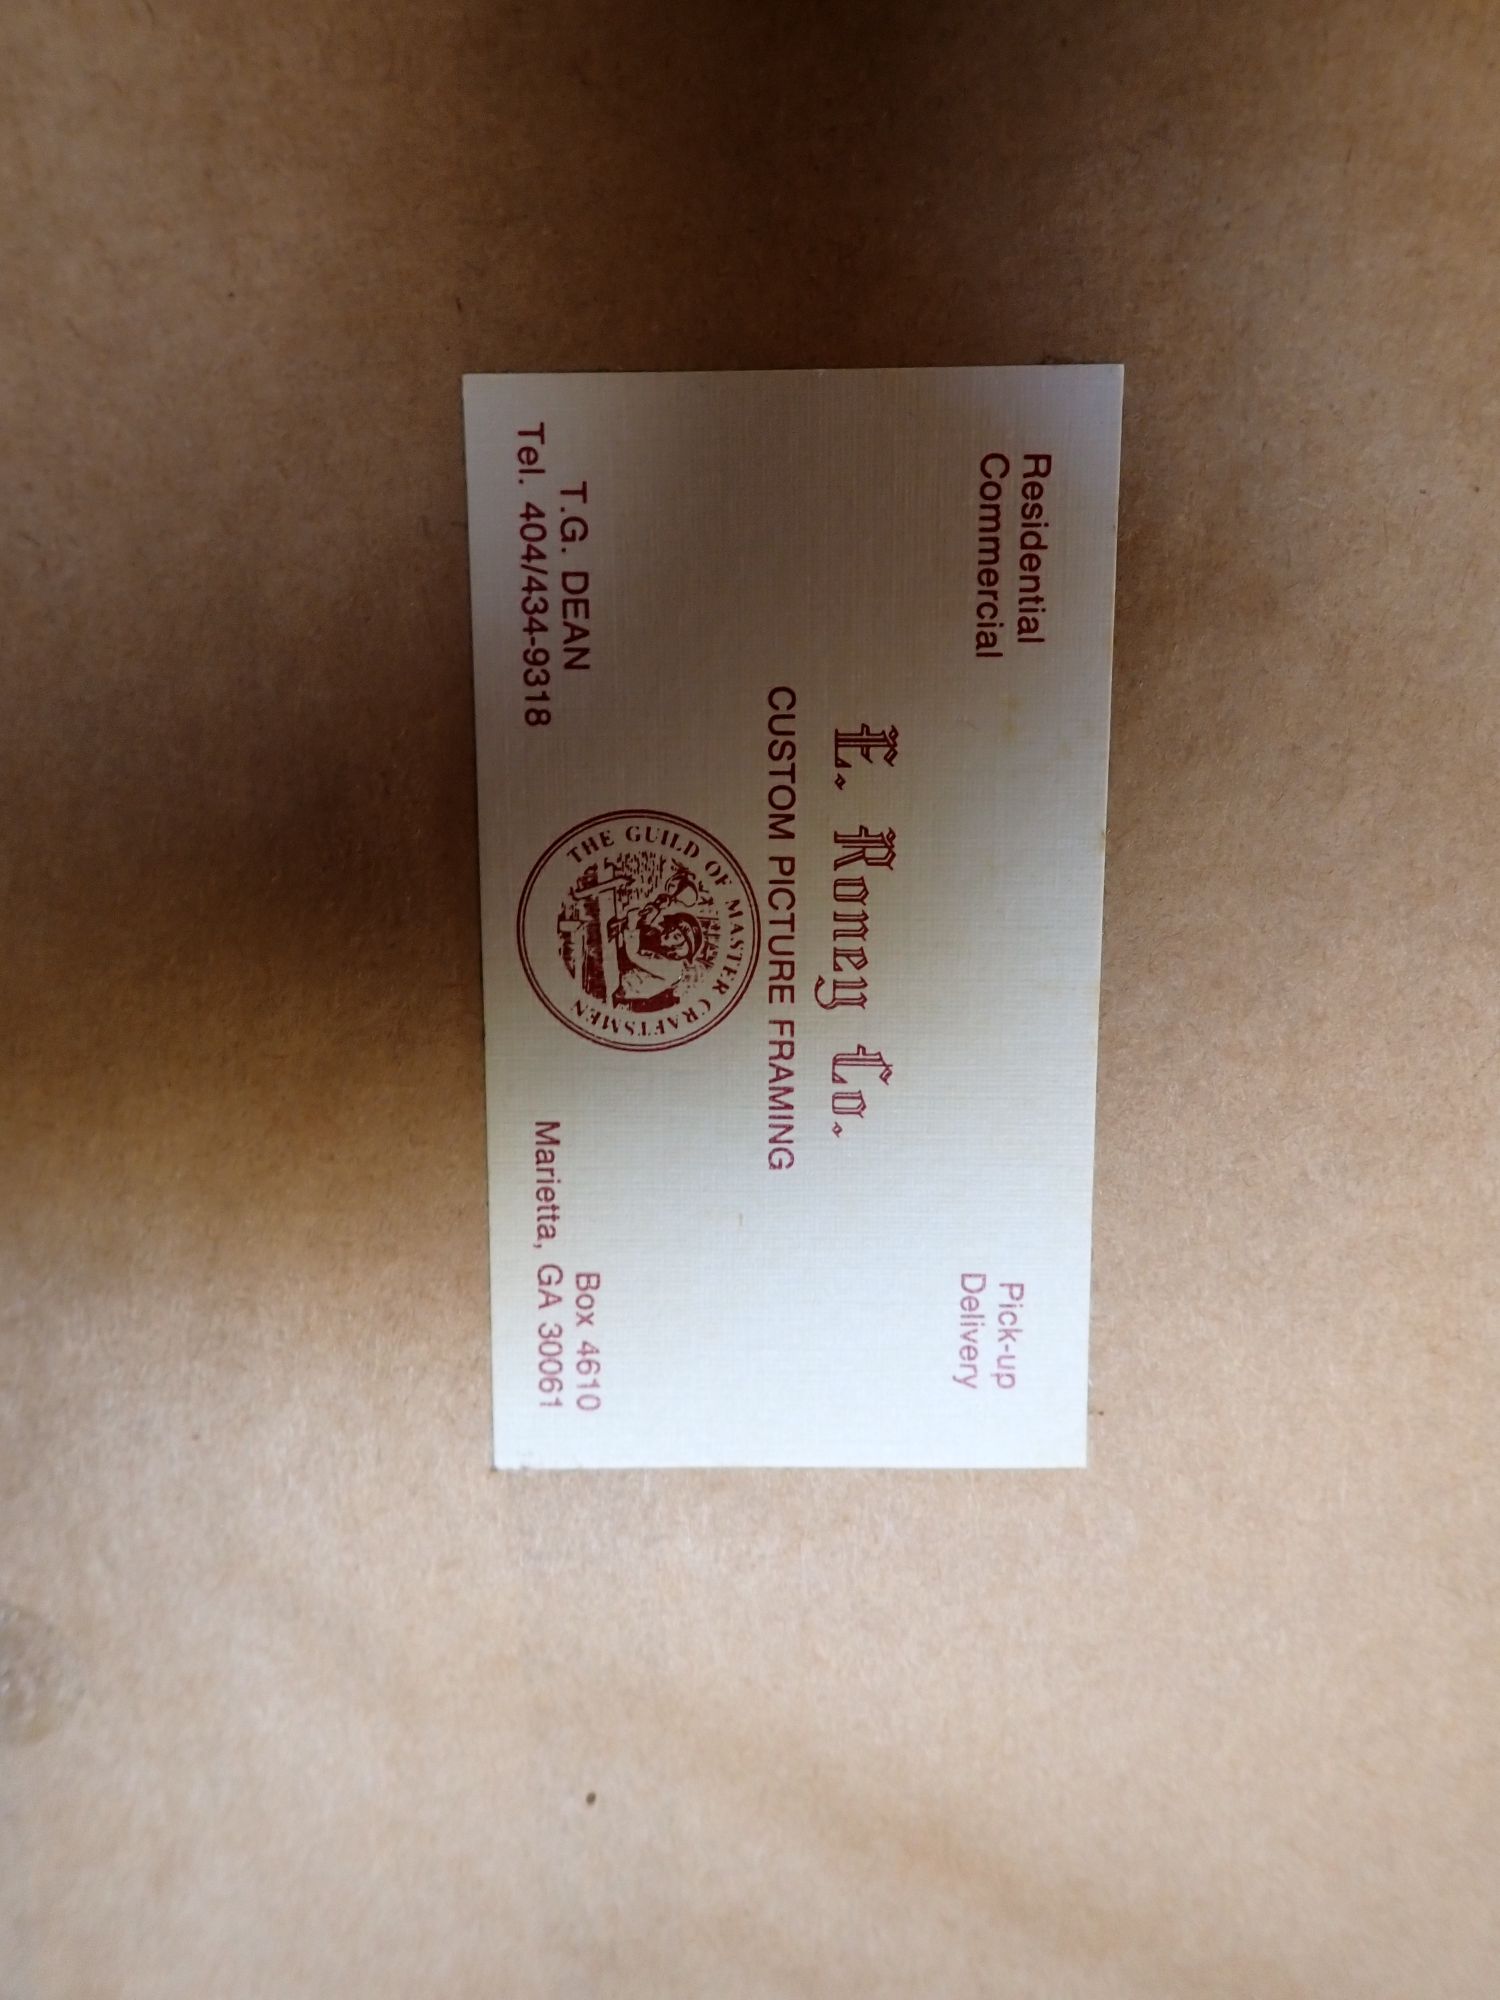 Residential
Commercial
Pick-up
Delivery
E. Roney Co.
CUSTOM PICTURE FRAMING
THE GUILD OF MASTER CRAFTSMEN
T.G. DEAN
Tel. 404/434-9318
Box 4610
Marietta, GA 30061